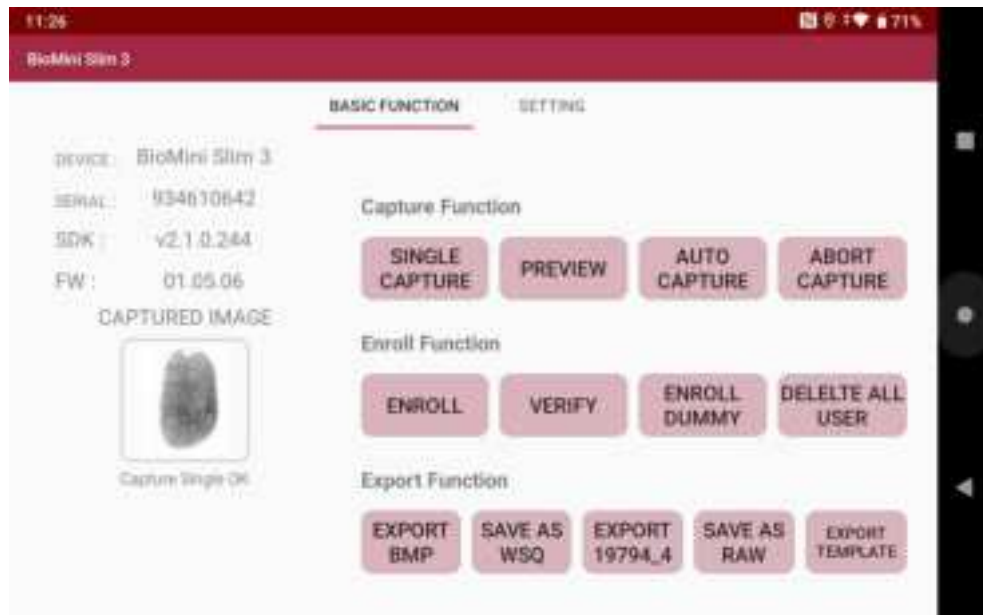 11:26
71%
BioMini Slim 3
BASIC FUNCTION
SETTING
DEVICE : BioMini Slim 3
SERIAL : 934610642
SDK : v2.1.0.244
FW : 01.05.06
CAPTURED IMAGE
Capture Single OK
Capture Function
SINGLE
CAPTURE
PREVIEW
AUTO
CAPTURE
ABORT
CAPTURE
Enroll Function
ENROLL
VERIFY
ENROLL
DUMMY
DELELTE ALL
USER
Export Function
EXPORT
BMP
SAVE AS
WSQ
EXPORT
19794_4
SAVE AS
RAW
EXPORT
TEMPLATE